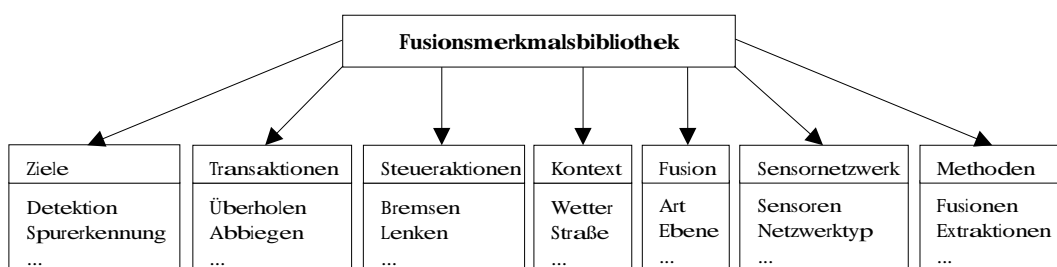 Fusionsmerkmalsbibliothek
Ziele
Detektion
Spurerkennung
...
Transaktionen
Überholen
Abbiegen
...
Steueraktionen
Bremsen
Lenken
...
Kontext
Wetter
Straße
...
Fusion
Art
Ebene
...
Sensornetzwerk
Sensoren
Netzwerktyp
...
Methoden
Fusionen
Extraktionen
...